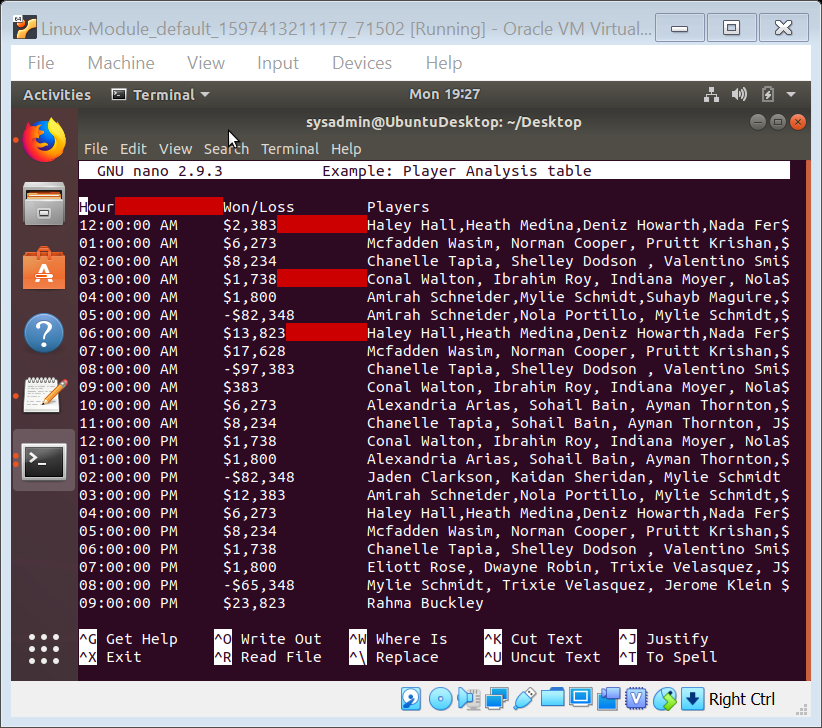 Linux-Module_default_1597413211177_71502 [Running] - Oracle VM Virtual...
File Machine View Input Devices Help
Activities Terminal Mon 19:27
sysadmin@UbuntuDesktop: ~/Desktop
File Edit View Search Terminal Help
GNU nano 2.9.3 Example: Player Analysis table
Hour Won/Loss Players
12:00:00 AM $2,383 Haley Hall,Heath Medina,Deniz Howarth,Nada Fer$
01:00:00 AM $6,273 Mcfadden Wasim, Norman Cooper, Pruitt Krishan,$
02:00:00 AM $8,234 Chanelle Tapia, Shelley Dodson , Valentino Smi$
03:00:00 AM $1,738 Conal Walton, Ibrahim Roy, Indiana Moyer, Nola$
04:00:00 AM $1,800 Amirah Schneider,Mylie Schmidt,Suhayb Maguire,$
05:00:00 AM -$82,348 Amirah Schneider,Nola Portillo, Mylie Schmidt,$
06:00:00 AM $13,823 Haley Hall,Heath Medina,Deniz Howarth,Nada Fer$
07:00:00 AM $17,628 Mcfadden Wasim, Norman Cooper, Pruitt Krishan,$
08:00:00 AM -$97,383 Chanelle Tapia, Shelley Dodson , Valentino Smi$
09:00:00 AM $383 Conal Walton, Ibrahim Roy, Indiana Moyer, Nola$
10:00:00 AM $6,273 Alexandria Arias, Sohail Bain, Ayman Thornton,$
11:00:00 AM $8,234 Chanelle Tapia, Sohail Bain, Ayman Thornton, J$
12:00:00 PM $1,738 Conal Walton, Ibrahim Roy, Indiana Moyer, Nola$
01:00:00 PM $1,800 Alexandria Arias, Sohail Bain, Ayman Thornton,$
02:00:00 PM -$82,348 Jaden Clarkson, Kaidan Sheridan, Mylie Schmidt
03:00:00 PM $12,383 Amirah Schneider,Nola Portillo, Mylie Schmidt,$
04:00:00 PM $6,273 Haley Hall,Heath Medina,Deniz Howarth,Nada Fer$
05:00:00 PM $8,234 Mcfadden Wasim, Norman Cooper, Pruitt Krishan,$
06:00:00 PM $1,738 Chanelle Tapia, Shelley Dodson , Valentino Smi$
07:00:00 PM $1,800 Eliott Rose, Dwayne Robin, Trixie Velasquez, J$
08:00:00 PM -$65,348 Mylie Schmidt, Trixie Velasquez, Jerome Klein $
09:00:00 PM $23,823 Rahma Buckley
^G Get Help ^O Write Out ^W Where Is ^K Cut Text ^J Justify
^X Exit ^R Read File ^\ Replace ^U Uncut Text ^T To Spell
Right Ctrl